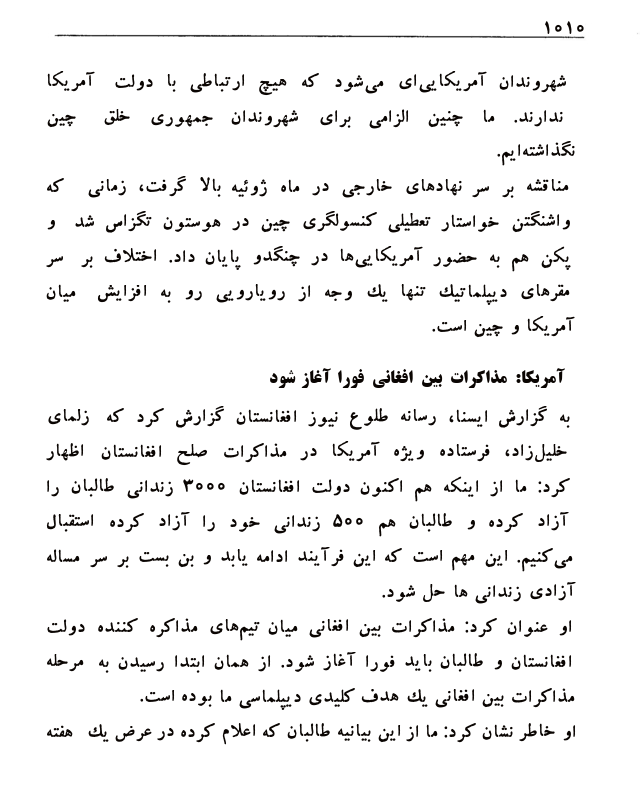 ۱۰۱۰
شهروندان آمریکایی‌ای می‌شود که هیچ ارتباطی با دولت آمریکا
ندارند. ما چنین الزامی برای شهروندان جمهوری خلق چین
نگذاشته‌ایم.
مناقشه بر سر نهادهای خارجی در ماه ژوئیه بالا گرفت، زمانی که
واشنگتن خواستار تعطیلی کنسولگری چین در هوستون تگزاس شد و
پکن هم به حضور آمریکایی‌ها در چنگدو پایان داد. اختلاف بر سر
مقرهای دیپلماتیك تنها یك وجه از رویارویی رو به افزایش میان
آمریکا و چین است.
آمریکا: مذاکرات بین افغانی فورا آغاز شود
به گزارش ایسنا، رسانه طلوع نیوز افغانستان گزارش کرد که زلمای
خلیل‌زاد، فرستاده ویژه آمریکا در مذاکرات صلح افغانستان اظهار
کرد: ما از اینکه هم اکنون دولت افغانستان ۳۰۰۰ زندانی طالبان را
آزاد کرده و طالبان هم ۵۰۰ زندانی خود را آزاد کرده استقبال
می‌کنیم. این مهم است که این فرآیند ادامه یابد و بن بست بر سر مساله
آزادی زندانی ها حل شود.
او عنوان کرد: مذاکرات بین افغانی میان تیم‌های مذاکره کننده دولت
افغانستان و طالبان باید فورا آغاز شود. از همان ابتدا رسیدن به مرحله
مذاکرات بین افغانی یك هدف کلیدی دیپلماسی ما بوده است.
او خاطر نشان کرد: ما از این بیانیه طالبان که اعلام کرده در عرض یك هفته